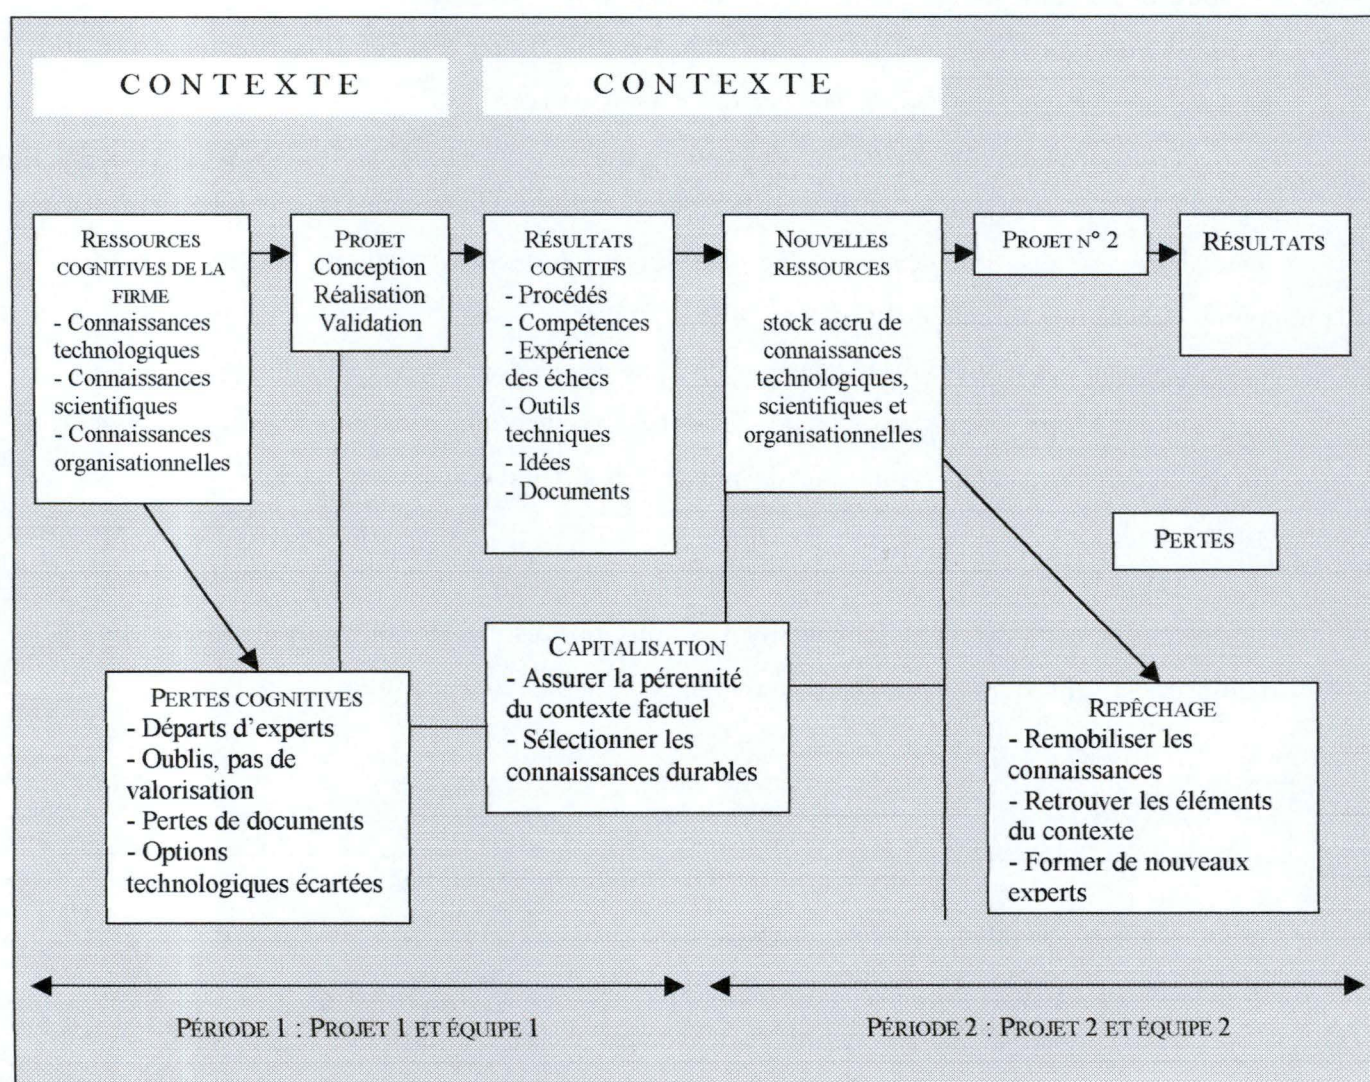 CONTEXTE
CONTEXTE
RESSOURCES
COGNITIVES DE LA
FIRME
- Connaissances
technologiques
- Connaissances
scientifiques
- Connaissances
organisationnelles
PROJET
Conception
Réalisation
Validation
RÉSULTATS
COGNITIFS
- Procédés
- Compétences
- Expérience
des échecs
- Outils
techniques
- Idées
- Documents
NOUVELLES
RESSOURCES
stock accru de
connaissances
technologiques,
scientifiques et
organisationnelles
PROJET N° 2
RÉSULTATS
PERTES
PERTES COGNITIVES
- Départs d'experts
- Oublis, pas de
valorisation
- Pertes de documents
- Options
technologiques écartées
CAPITALISATION
- Assurer la pérennité
du contexte factuel
- Sélectionner les
connaissances durables
REPÊCHAGE
- Remobiliser les
connaissances
- Retrouver les éléments
du contexte
- Former de nouveaux
experts
PÉRIODE 1 : PROJET 1 ET ÉQUIPE 1
PÉRIODE 2 : PROJET 2 ET ÉQUIPE 2